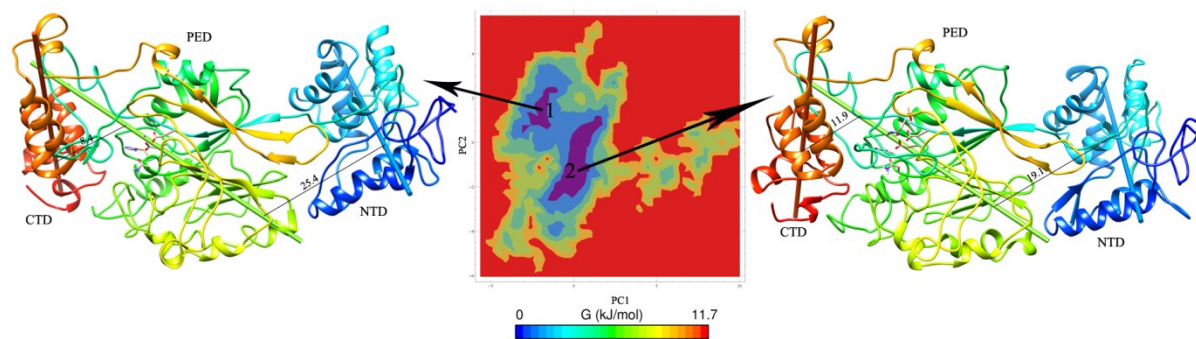 PED
25.4
CTD
NTD
1
2
PC2
PC1
0 G (kJ/mol) 11.7
PED
11.9
19.1
CTD
NTD